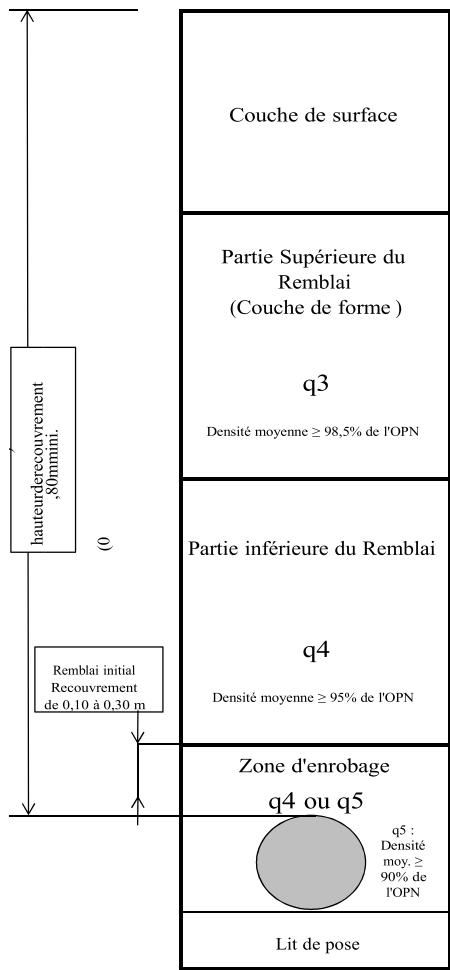 Couche de surface
Partie Supérieure du
Remblai
(Couche de forme )
q3
Densité moyenne ≥ 98,5% de l'OPN
hauteurderecouvrement
,80mmini.
(0
Partie inférieure du Remblai
q4
Densité moyenne ≥ 95% de l'OPN
Remblai initial
Recouvrement
de 0,10 à 0,30 m
Zone d'enrobage
q4 ou q5
q5 :
Densité
moy. ≥
90% de
l'OPN
Lit de pose